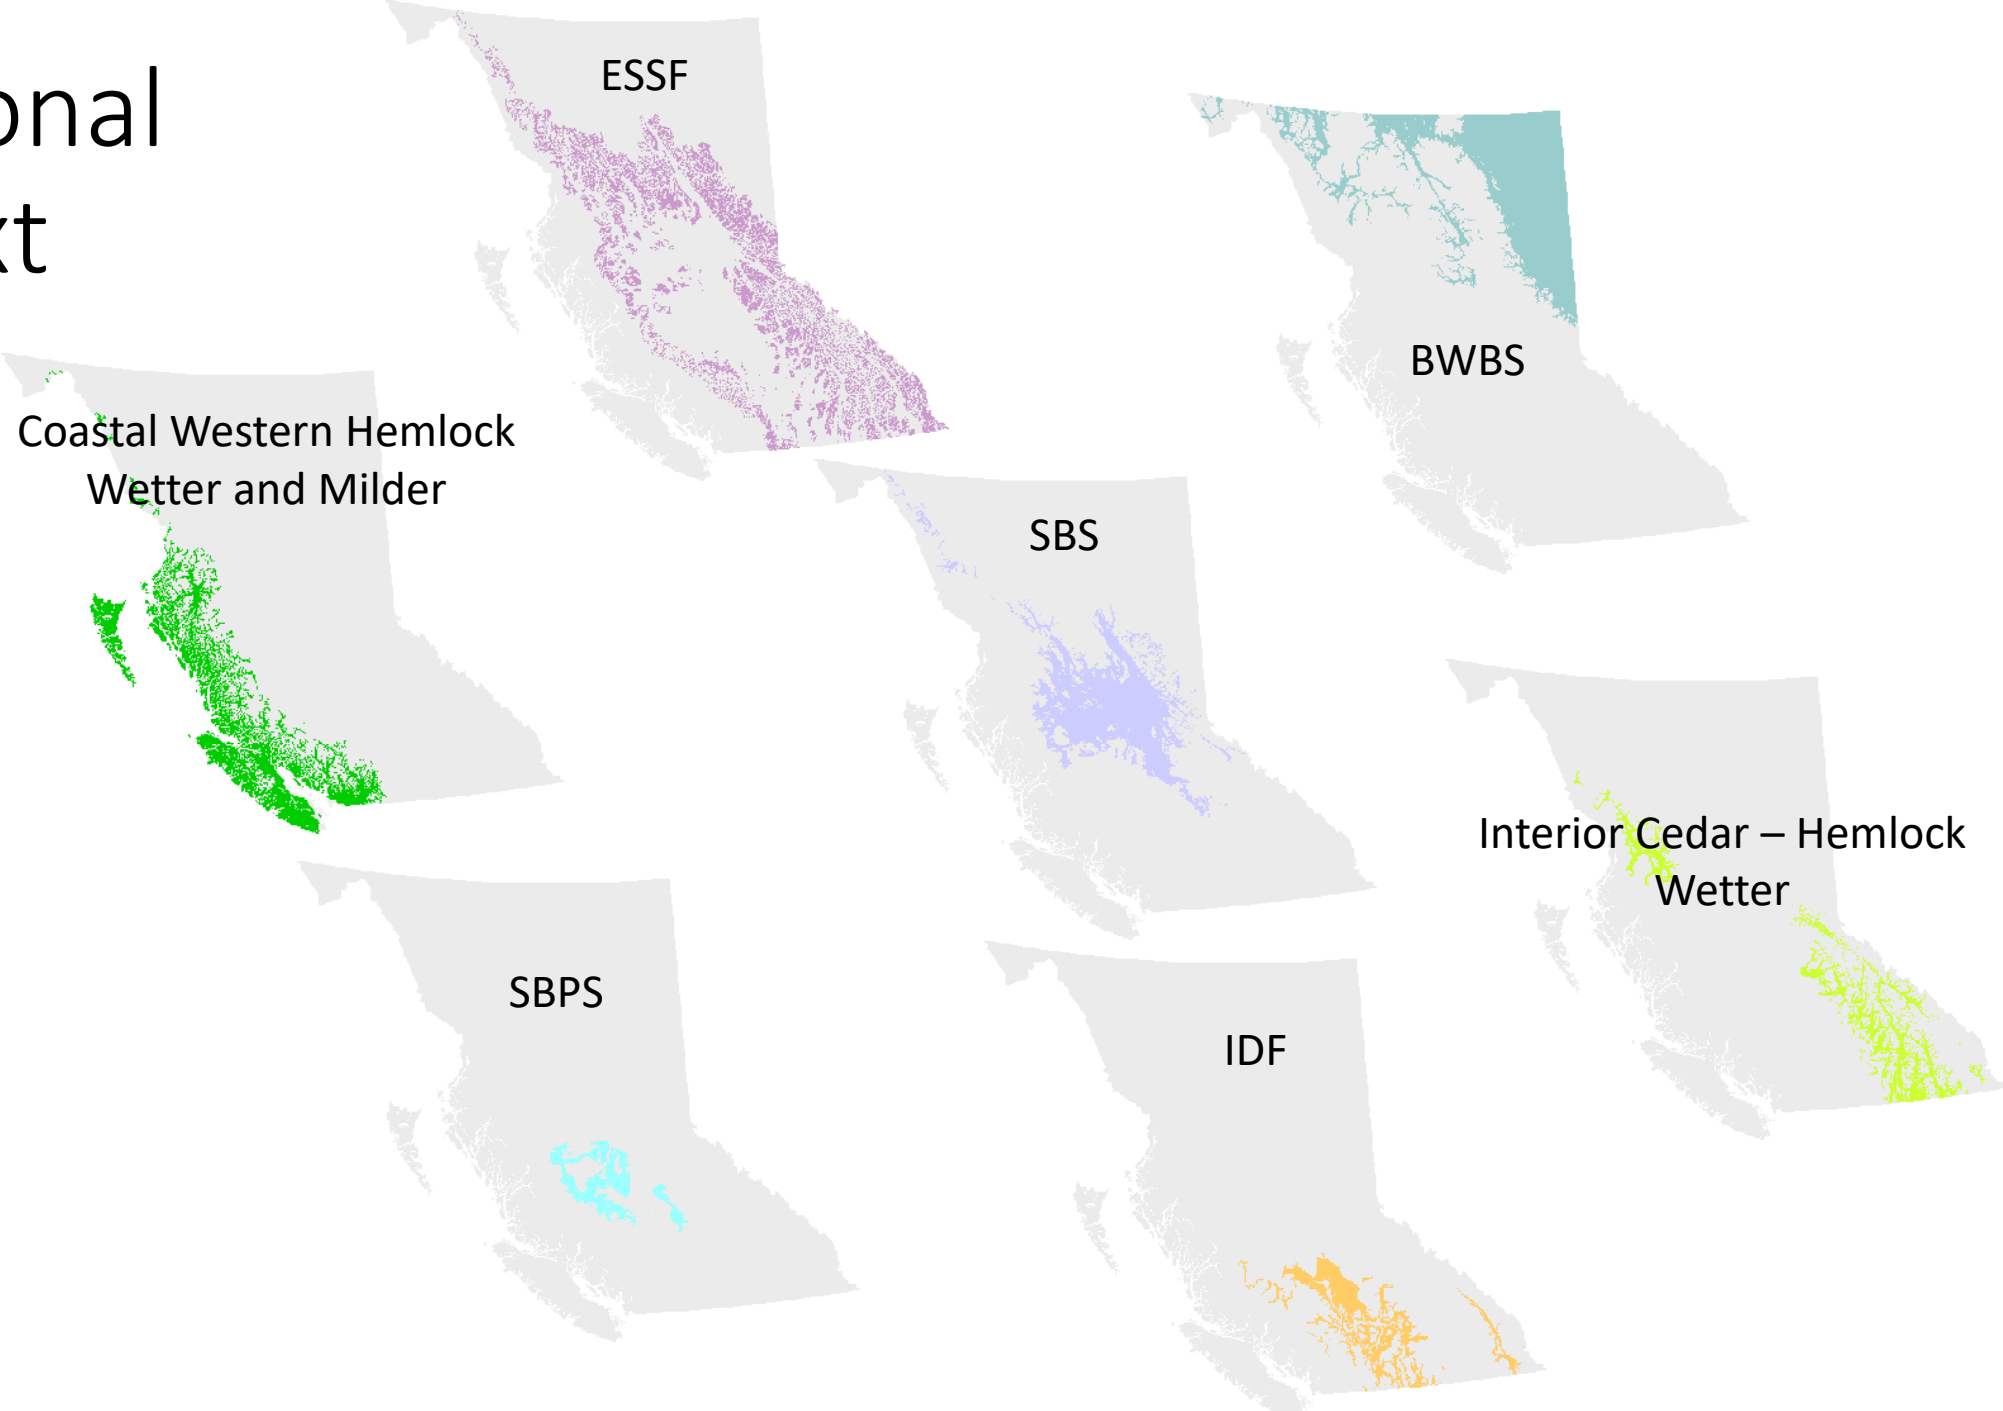 onal
xt
ESSF
BWBS
Coastal Western Hemlock
Wetter and Milder
SBS
Interior Cedar – Hemlock
Wetter
SBPS
IDF